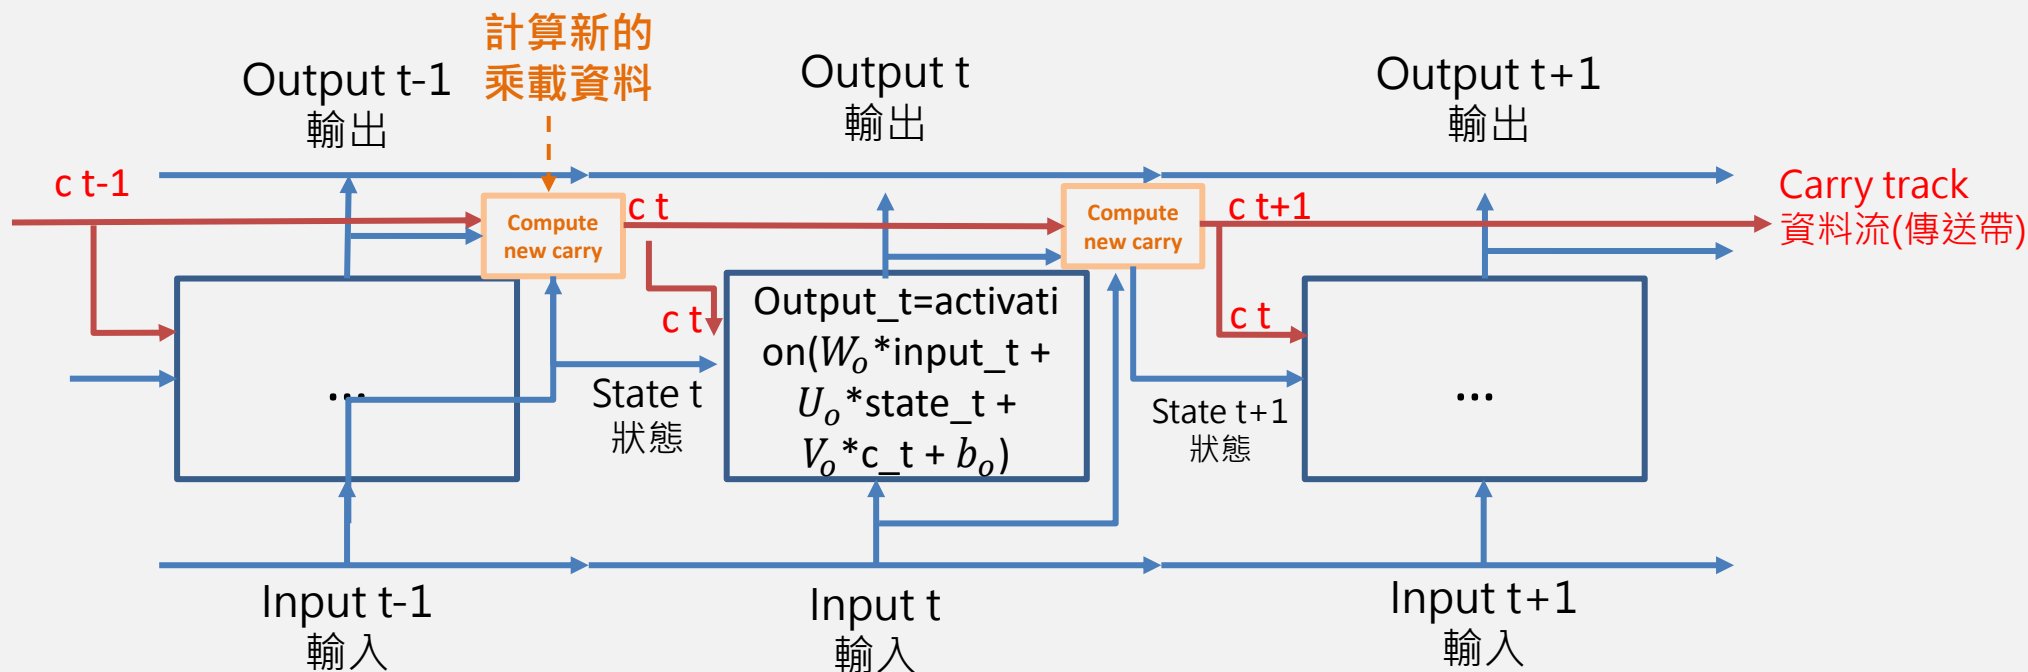 計算新的
乘載資料
Output t-1
輸出
Output t
輸出
Output t+1
輸出
c t-1
Compute
new carry
c t
Compute
new carry
c t+1
Carry track
資料流(傳送帶)
...
State t
狀態
c t
Output_t=activati
on(Wₒ*input_t +
Uₒ*state_t +
Vₒ*c_t + bₒ)
State t+1
狀態
c t
...
Input t-1
輸入
Input t
輸入
Input t+1
輸入